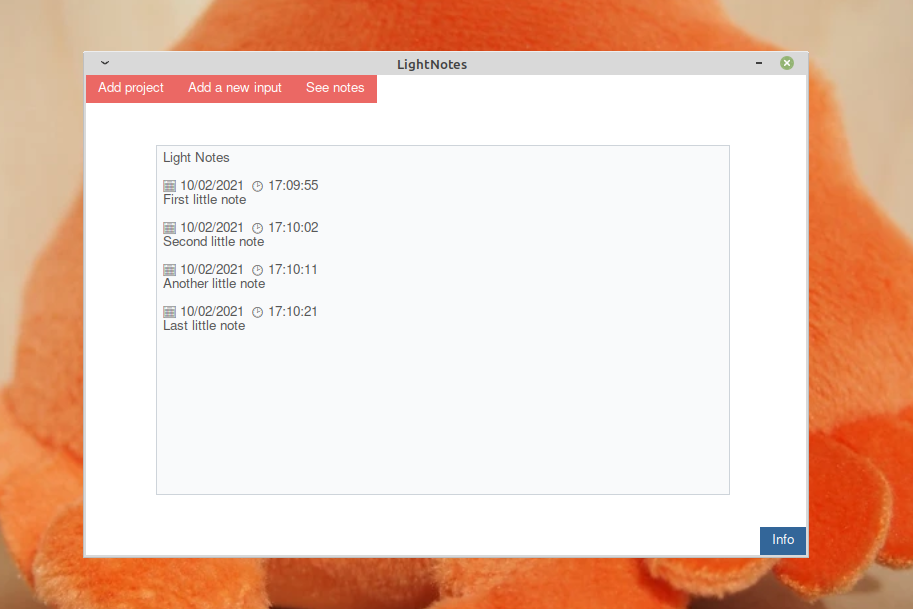 LightNotes
Add project Add a new input See notes
Light Notes
10/02/2021 17:09:55
First little note
10/02/2021 17:10:02
Second little note
10/02/2021 17:10:11
Another little note
10/02/2021 17:10:21
Last little note
Info